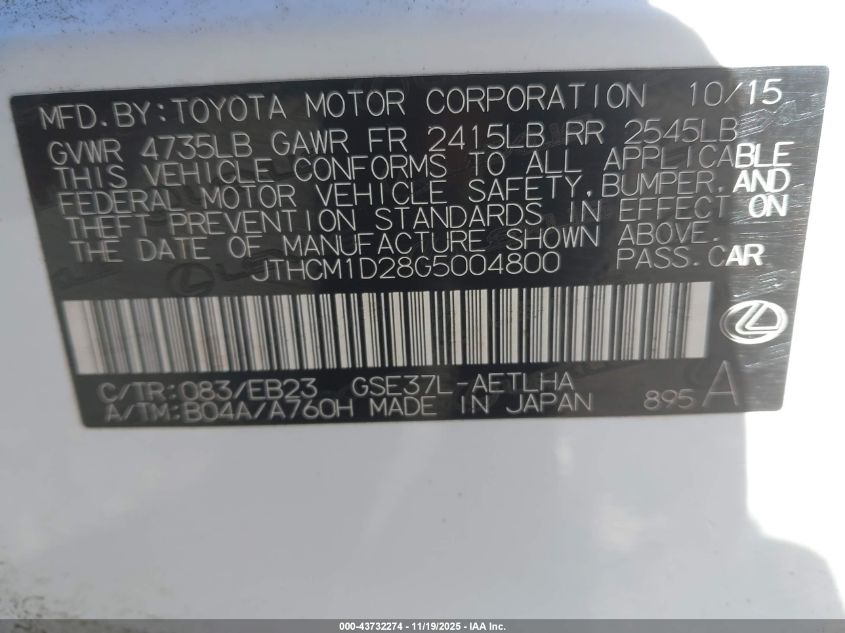 MFD.BY:TOYOTA MOTOR CORPORATION 10/15
GVWR 4735LB GAWR FR 2415LB RR 2545LB
THIS VEHICLE CONFORMS TO ALL APPLICABLE
FEDERAL MOTOR VEHICLE SAFETY,BUMPER,AND
THEFT PREVENTION STANDARDS IN EFFECT ON
THE DATE OF MANUFACTURE SHOWN ABOVE.
JTHCM1D28G5004800 PASS.CAR
C/TR:083/EB23 GSE37L-AETLHA
A/TM:B04A/A760H MADE IN JAPAN 895 A
000-43732274 - 11/19/2025 - IAA Inc.